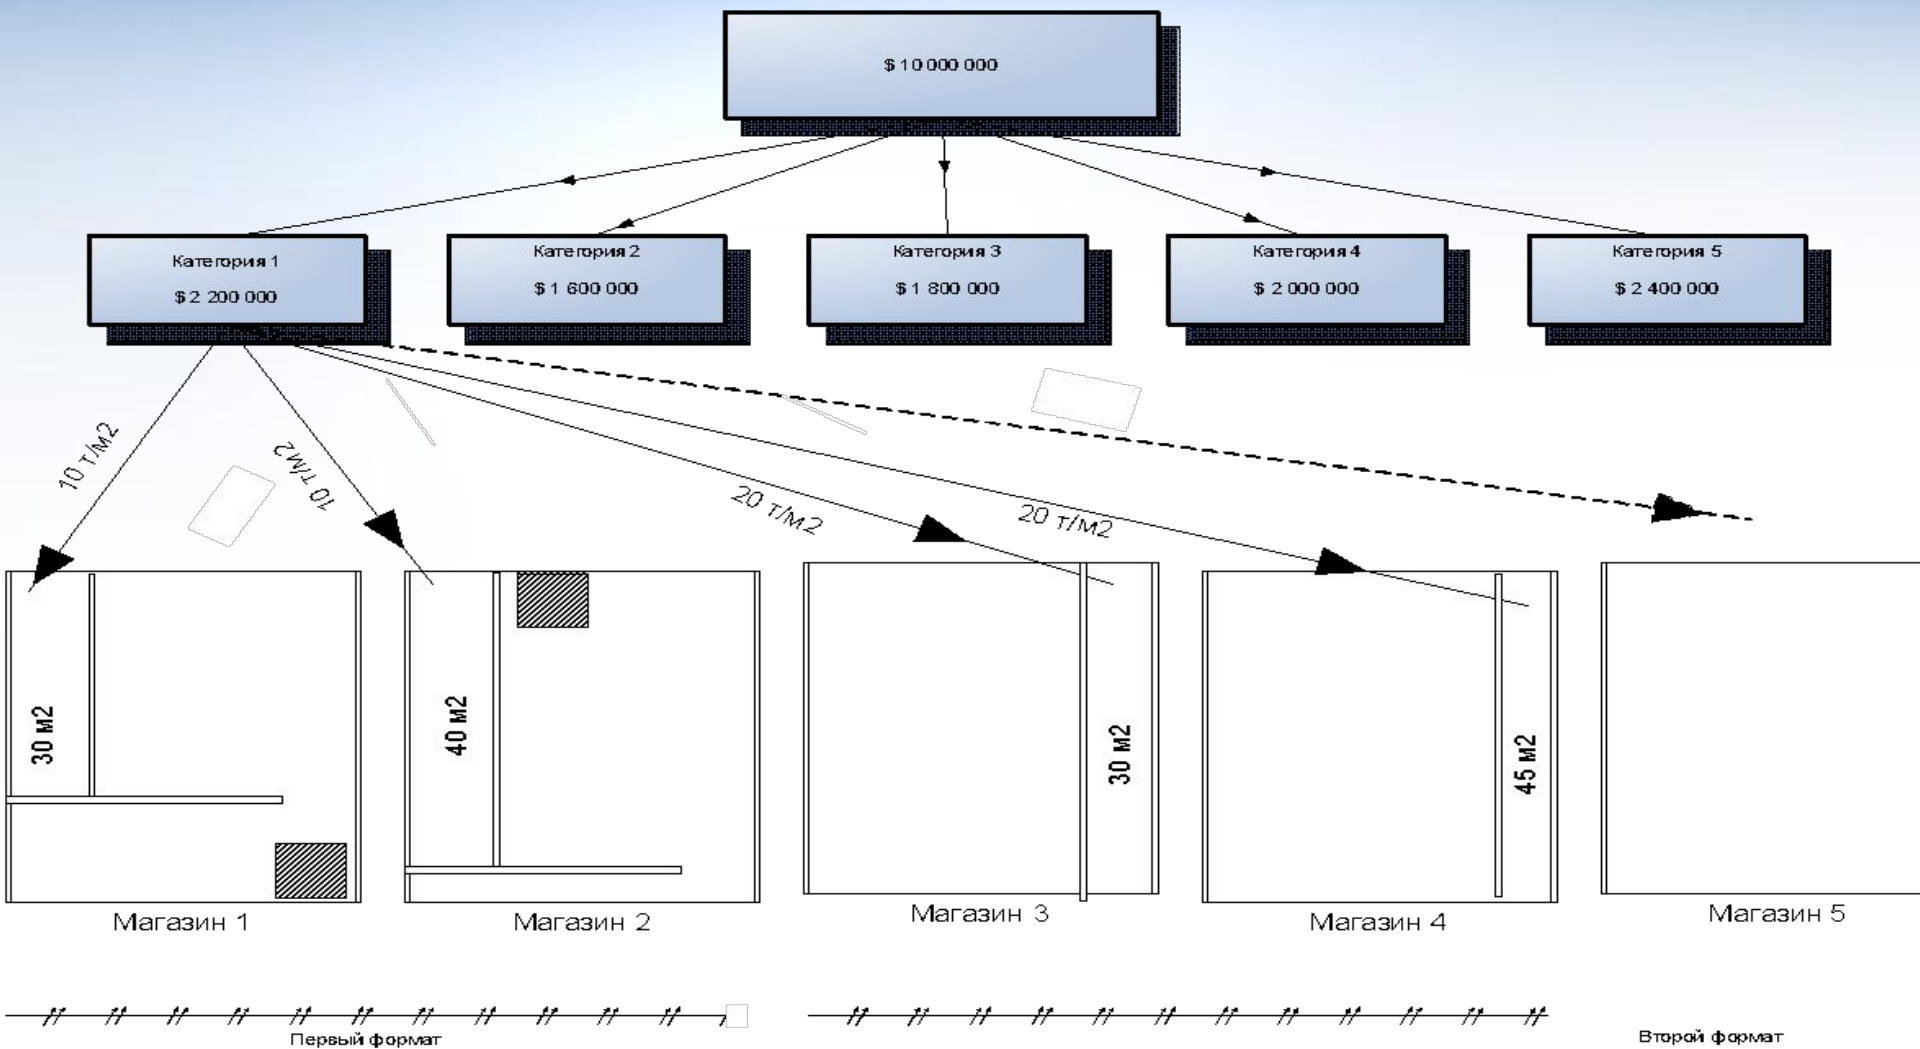 $ 10 000 000
Категория 1
$ 2 200 000
Категория 2
$ 1 600 000
Категория 3
$ 1 800 000
Категория 4
$ 2 000 000
Категория 5
$ 2 400 000
10 т/м2
10 т/м2
20 т/м2
20 т/м2
30 м2
40 м2
30 м2
45 м2
Магазин 1
Магазин 2
Магазин 3
Магазин 4
Магазин 5
Первый формат
Второй формат